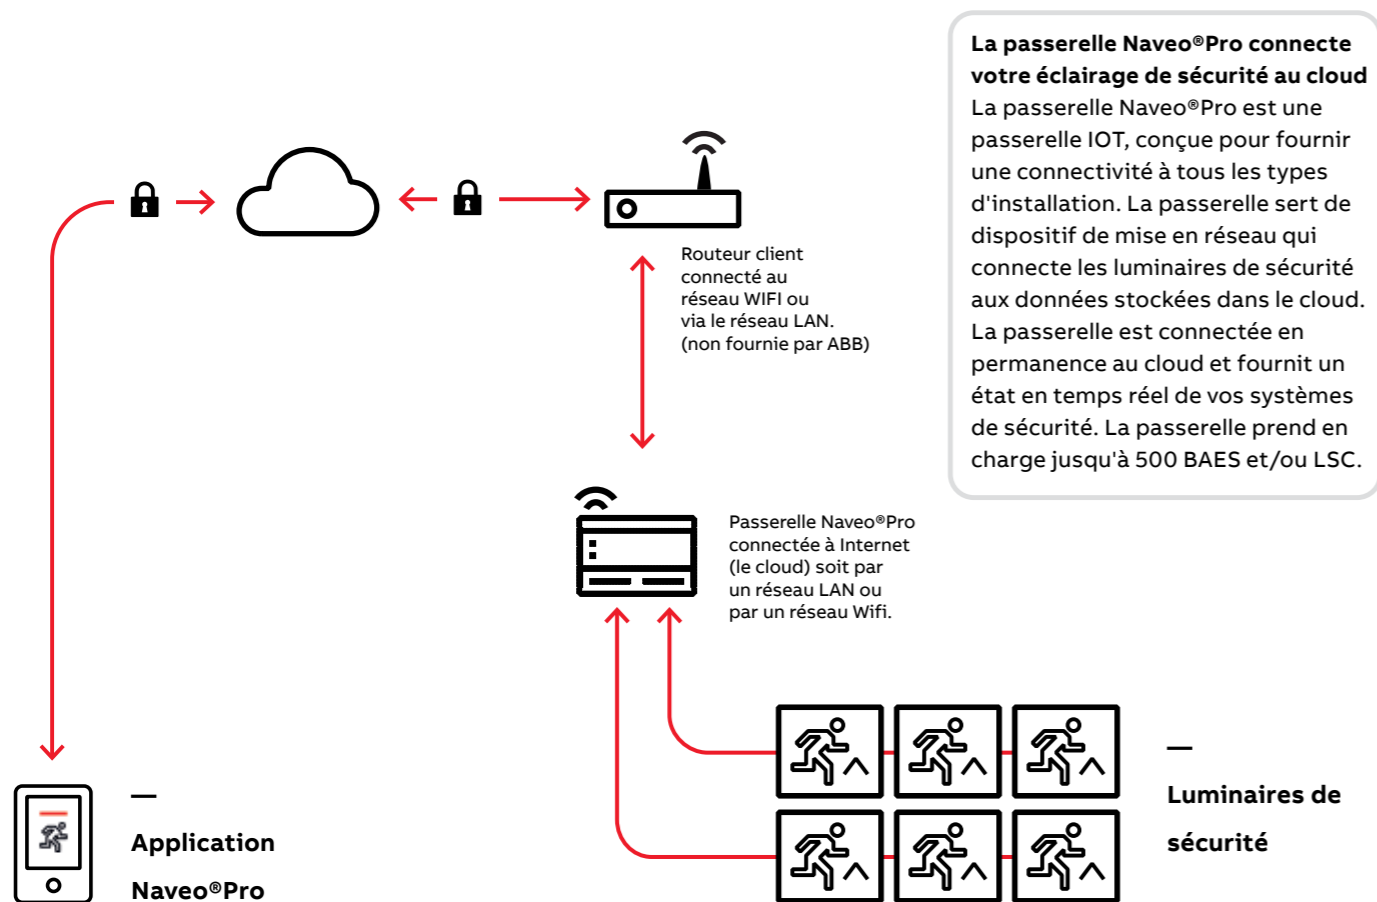 La passerelle Naveo®Pro connecte
votre éclairage de sécurité au cloud
La passerelle Naveo®Pro est une
passerelle IOT, conçue pour fournir
une connectivité à tous les types
d'installation. La passerelle sert de
dispositif de mise en réseau qui
connecte les luminaires de sécurité
aux données stockées dans le cloud.
La passerelle est connectée en
permanence au cloud et fournit un
état en temps réel de vos systèmes
de sécurité. La passerelle prend en
charge jusqu'à 500 BAES et/ou LSC.
Routeur client
connecté au
réseau WIFI ou
via le réseau LAN.
(non fournie par ABB)
Passerelle Naveo®Pro
connectée à Internet
(le cloud) soit par
un réseau LAN ou
par un réseau Wifi.
—
Luminaires de
sécurité
—
Application
Naveo®Pro